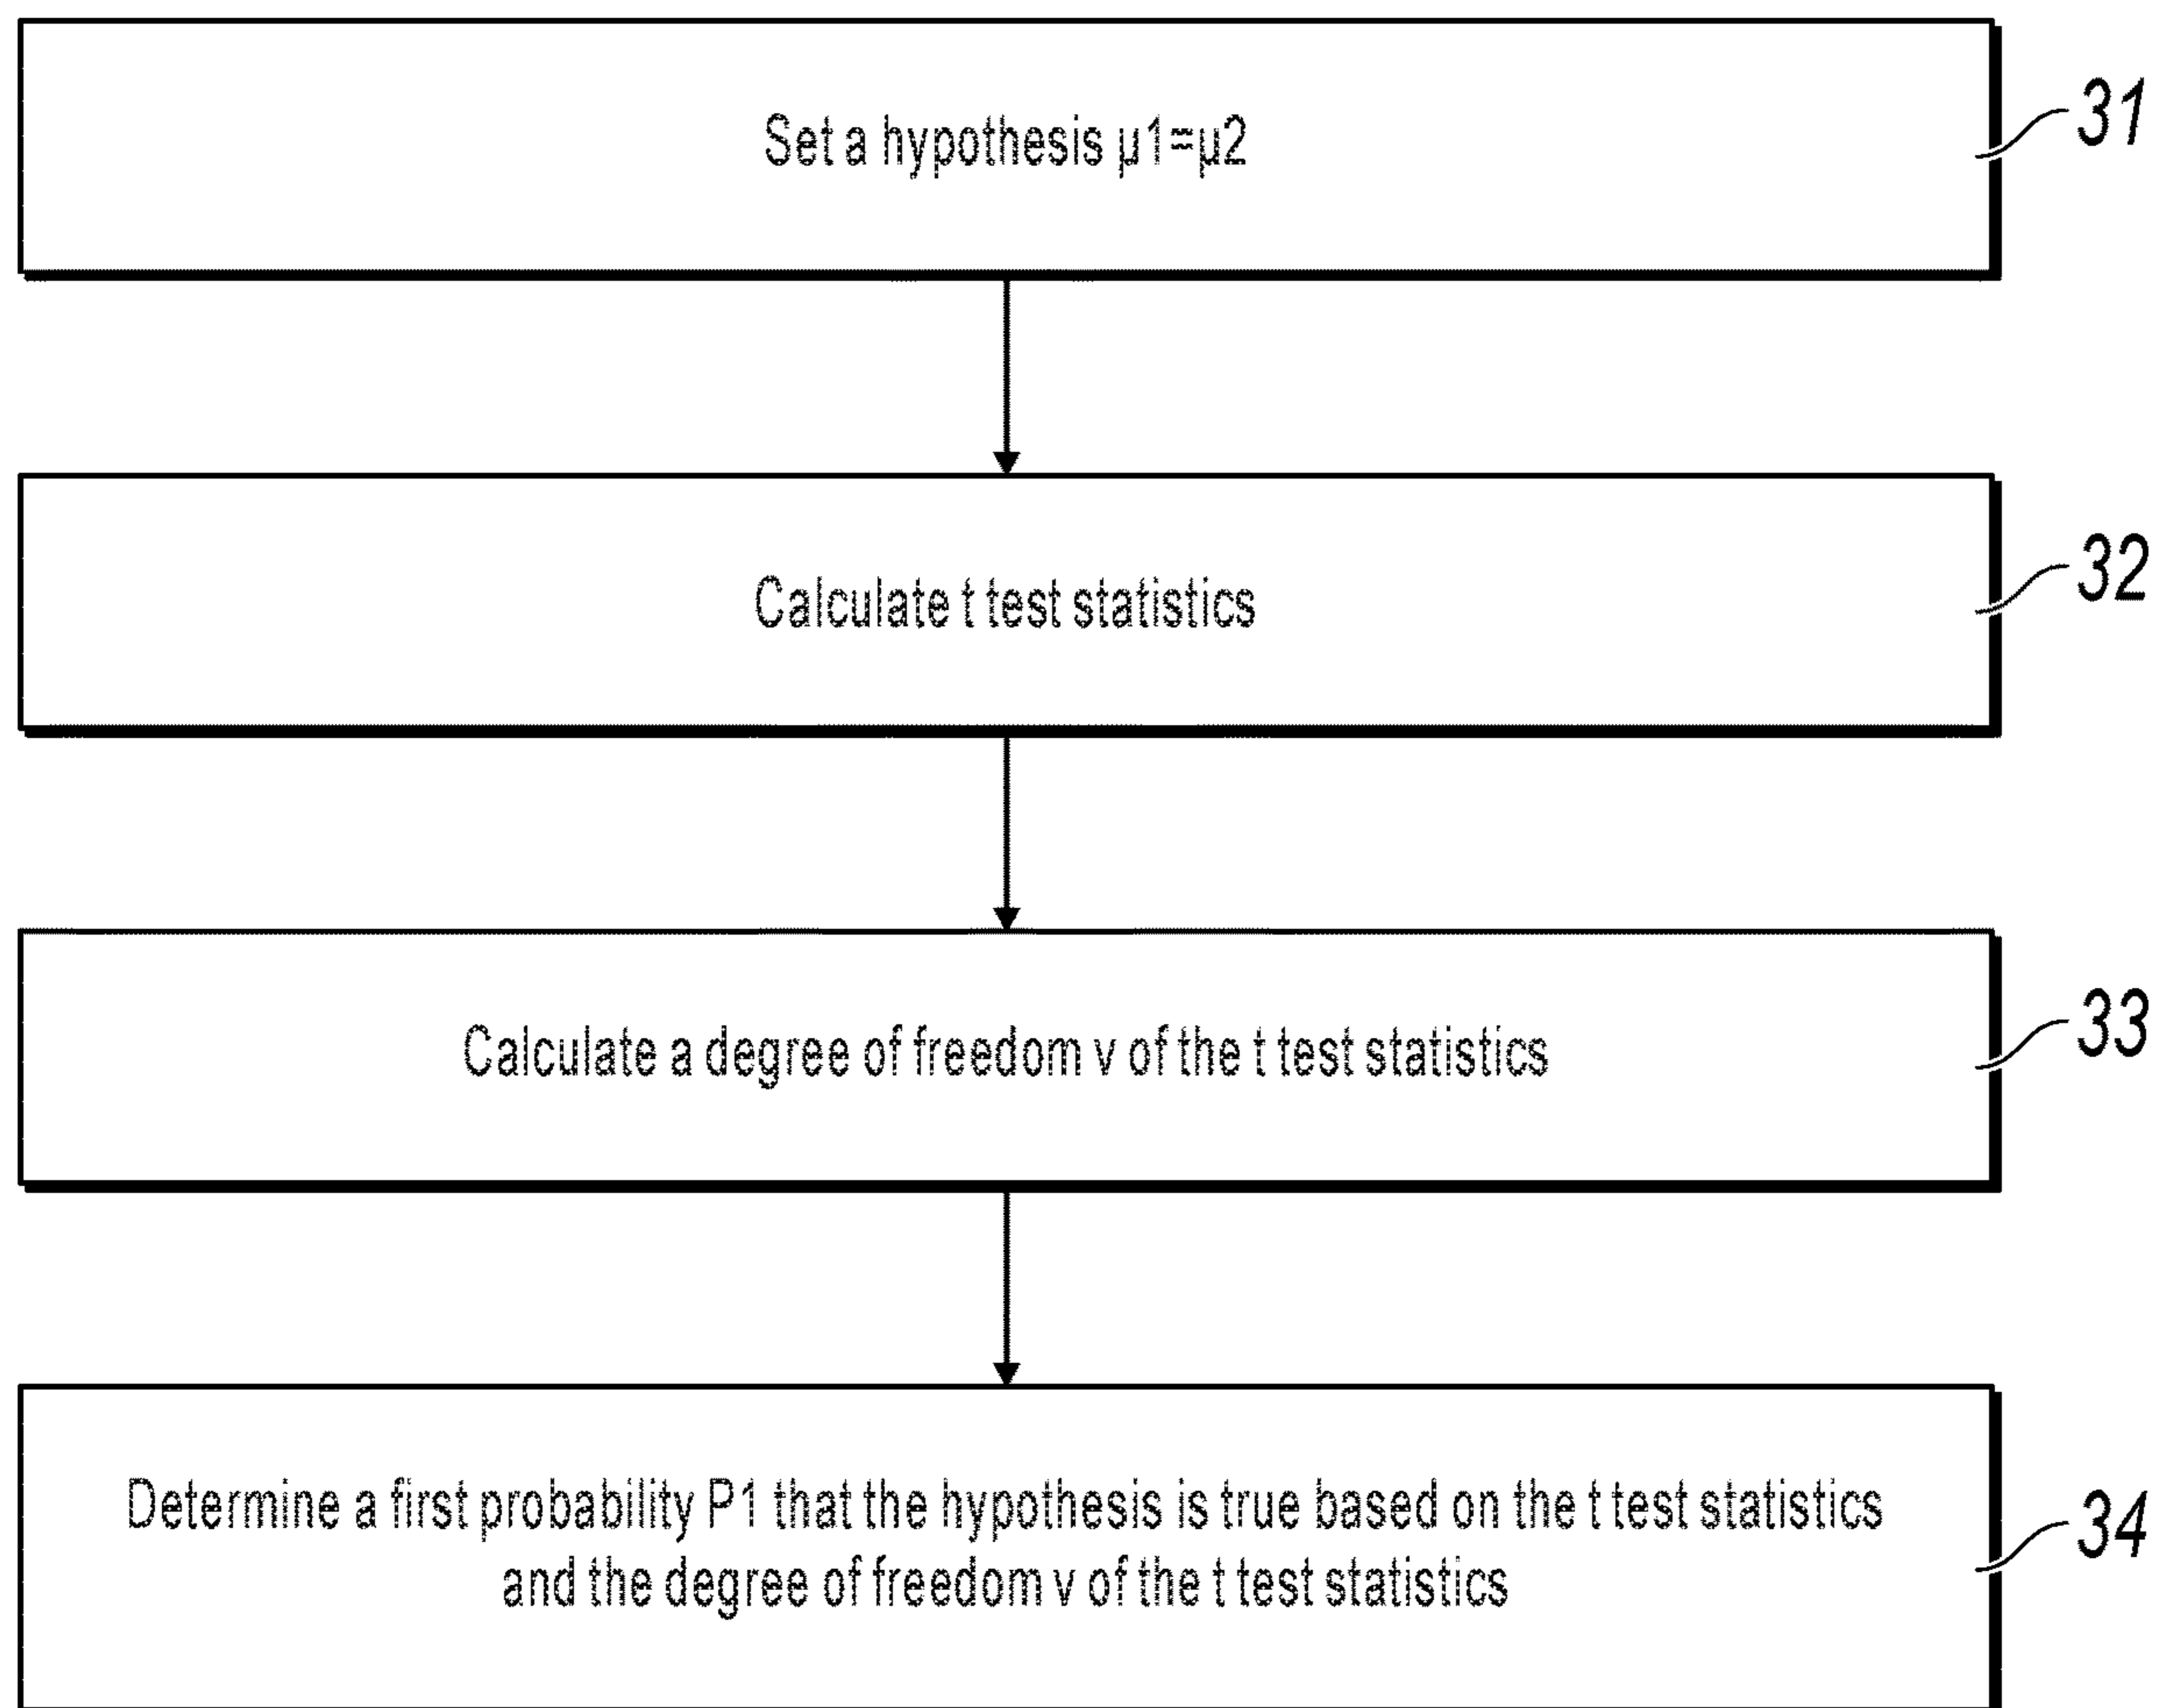 Set a hypothesis μ1=μ2
31
Calculate t test statistics
32
Calculate a degree of freedom v of the t test statistics
33
Determine a first probability P1 that the hypothesis is true based on the t test statistics
and the degree of freedom v of the t test statistics
34